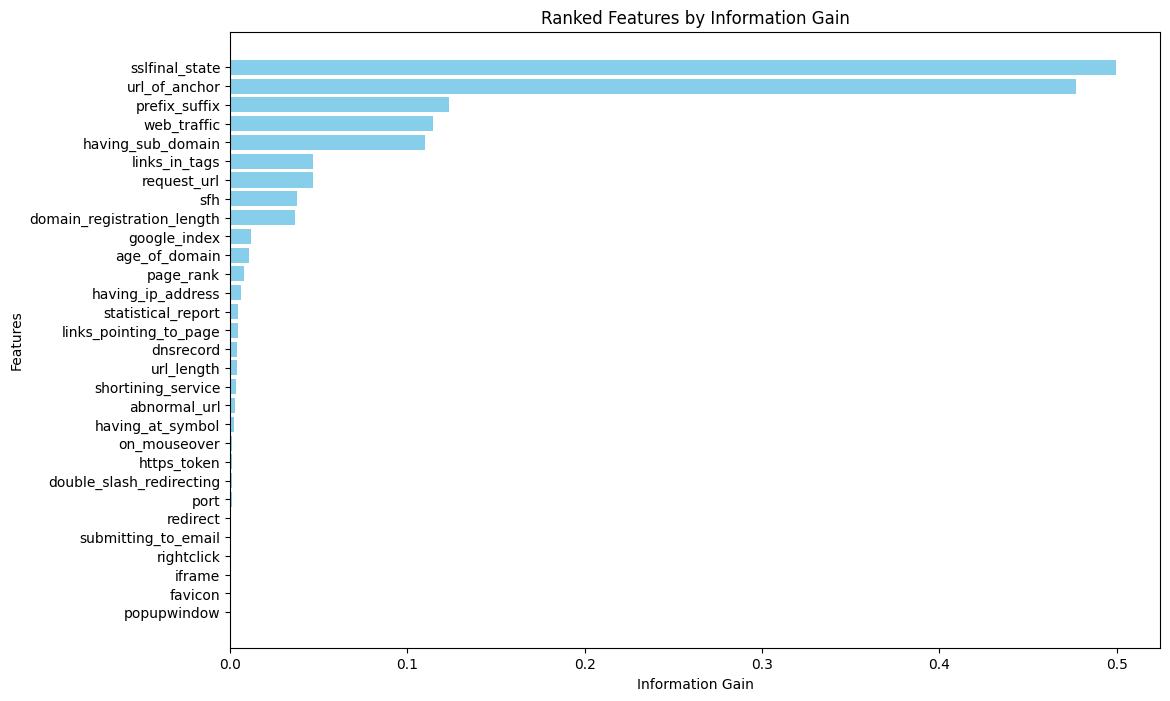 Ranked Features by Information Gain
Features
sslfinal_state
url_of_anchor
prefix_suffix
web_traffic
having_sub_domain
links_in_tags
request_url
sfh
domain_registration_length
google_index
age_of_domain
page_rank
having_ip_address
statistical_report
links_pointing_to_page
dnsrecord
url_length
shortining_service
abnormal_url
having_at_symbol
on_mouseover
https_token
double_slash_redirecting
port
redirect
submitting_to_email
rightclick
iframe
favicon
popupwindow
0.0 0.1 0.2 0.3 0.4 0.5
Information Gain